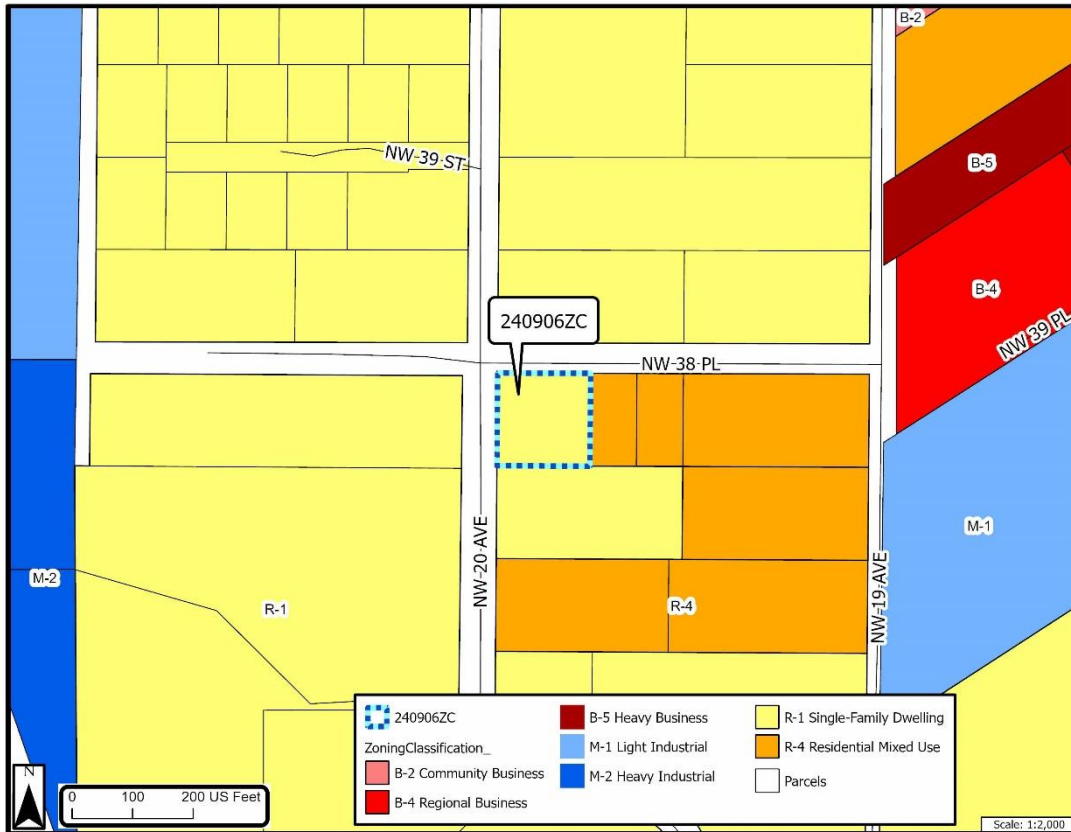 B-2
NW 39 ST
B-5
B-4
NW 39 PL
240906ZC
NW 38 PL
M-1
NW 20 AVE
NW 19 AVE
M-2
R-1
R-4
240906ZC
ZoningClassification_
B-2 Community Business
B-4 Regional Business
B-5 Heavy Business
M-1 Light Industrial
M-2 Heavy Industrial
R-1 Single-Family Dwelling
R-4 Residential Mixed Use
Parcels
N
0 100 200 US Feet
Scale: 1:2,000